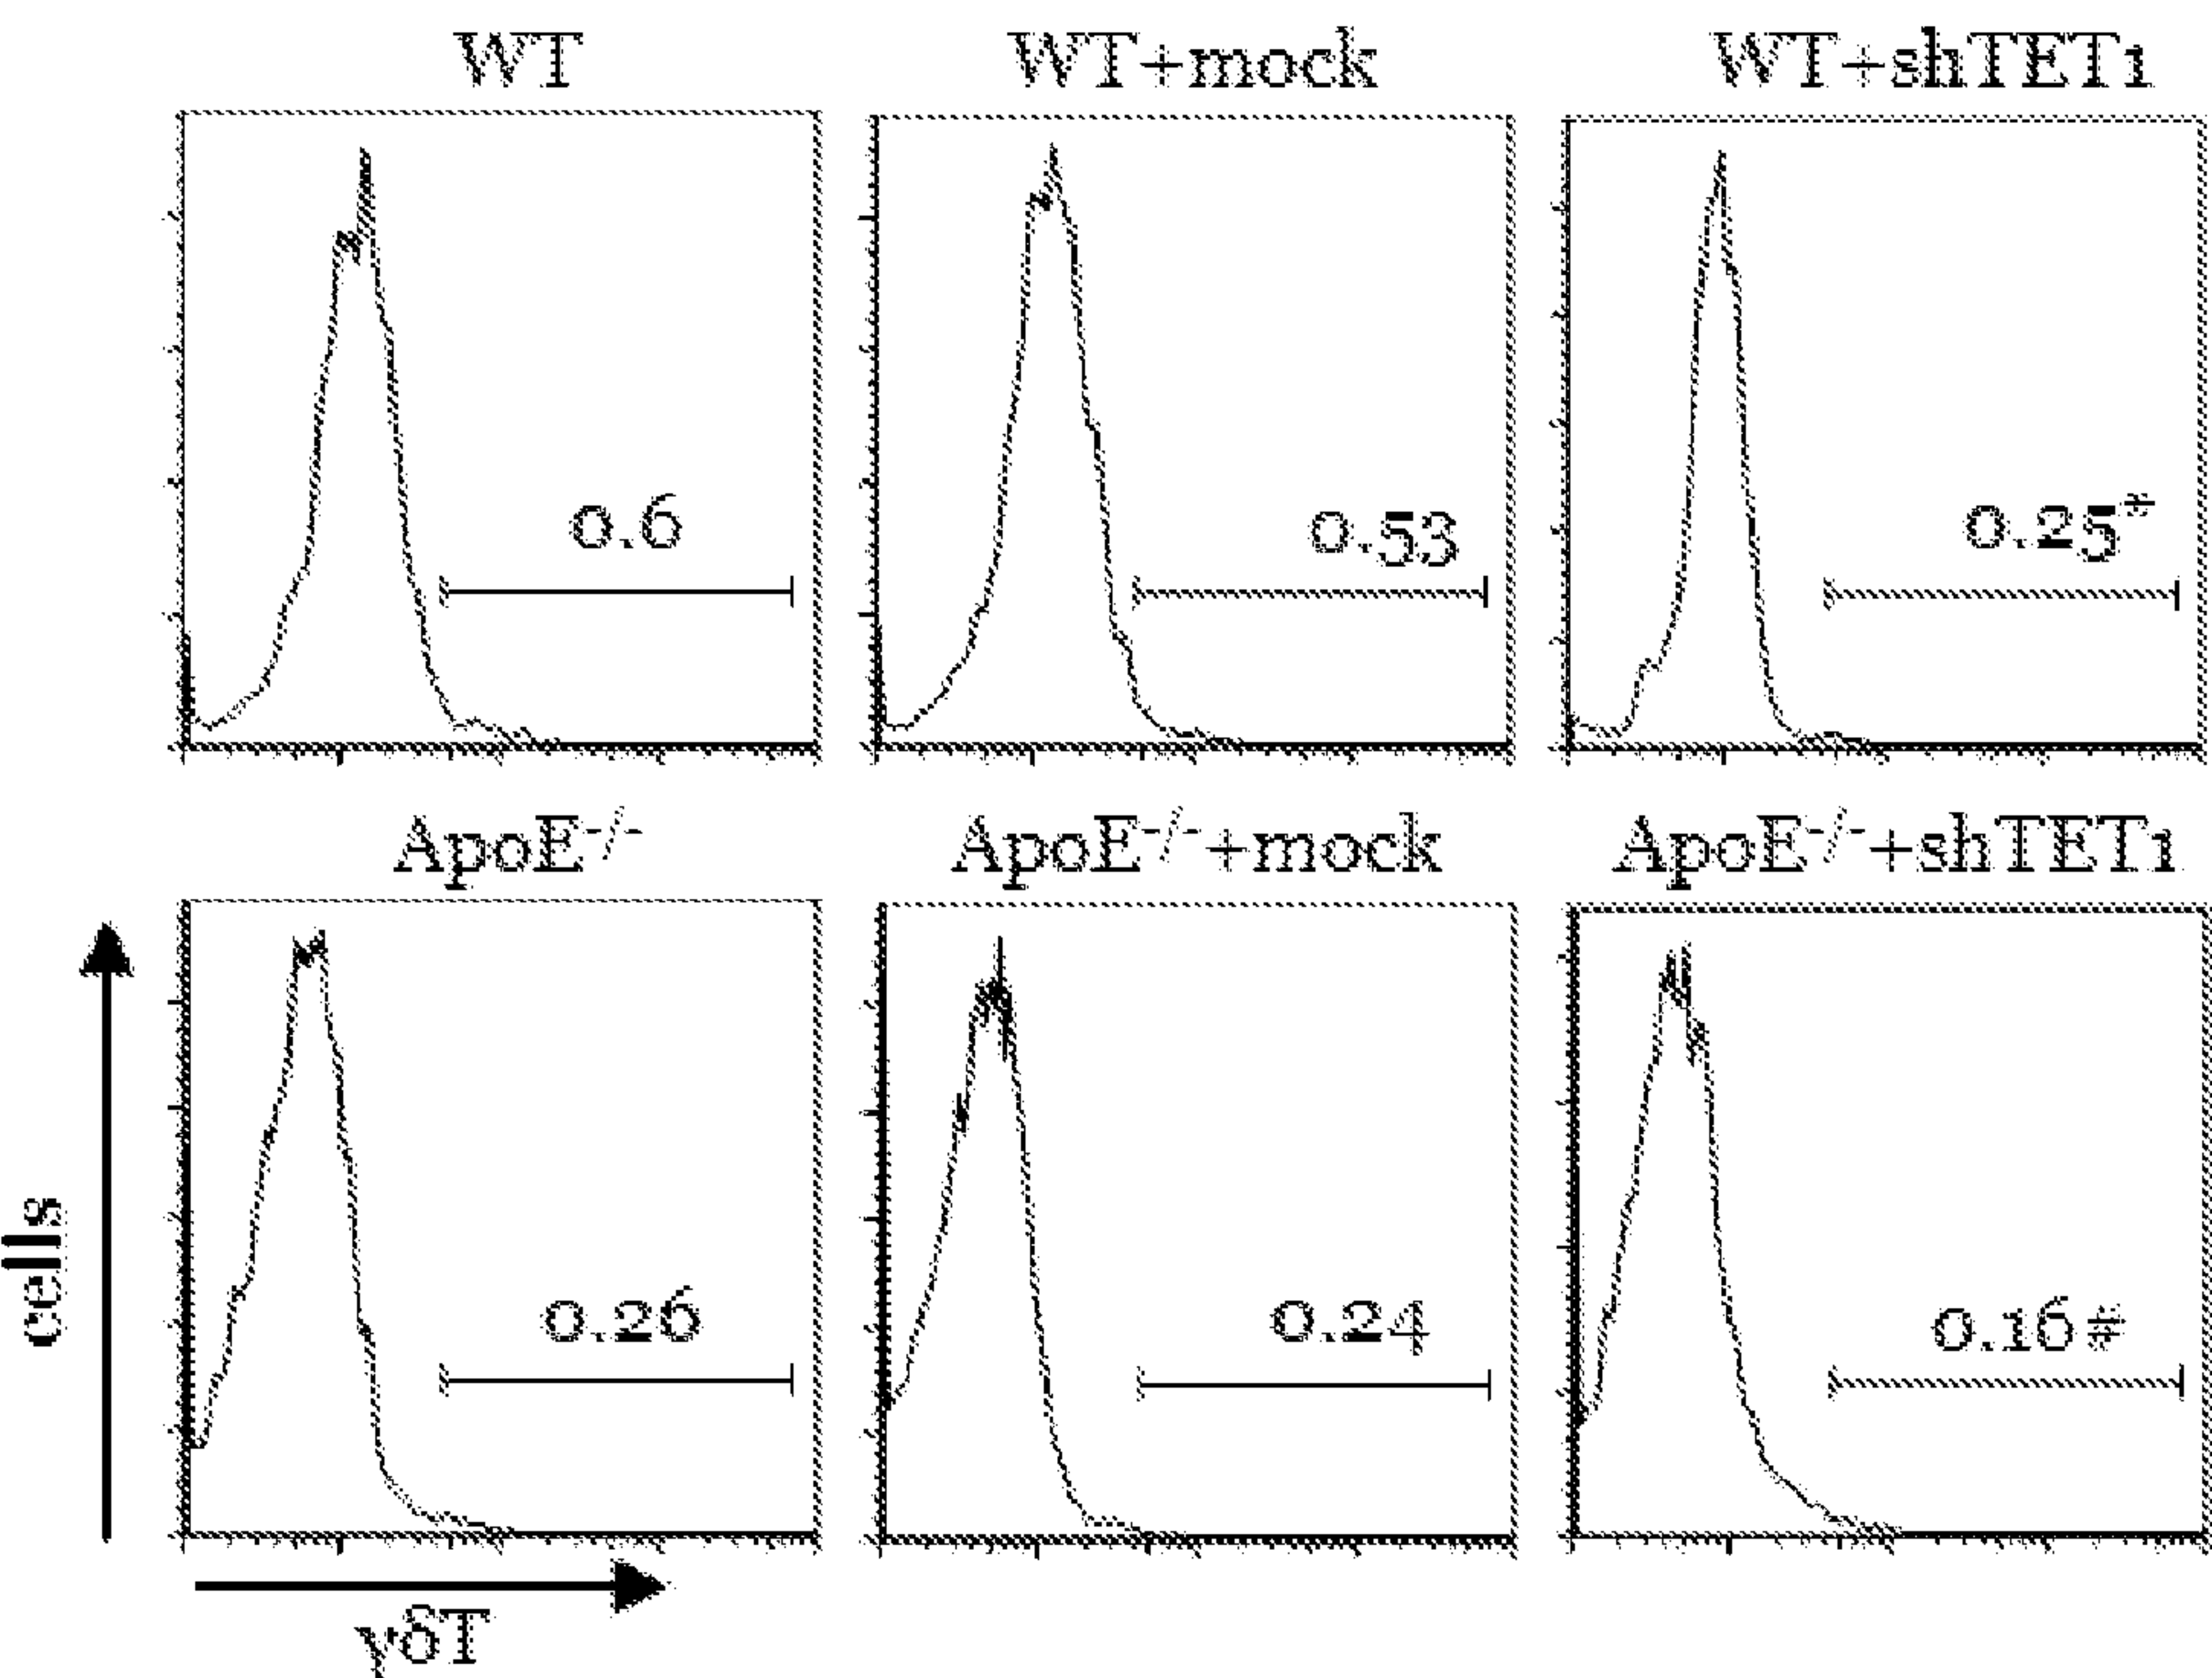 WT
WT+mock
WT+shTET1
0.6
0.53
0.25*
ApoE-/-
ApoE-/-+mock
ApoE-/-+shTET1
0.26
0.24
0.16#
cells
γδT